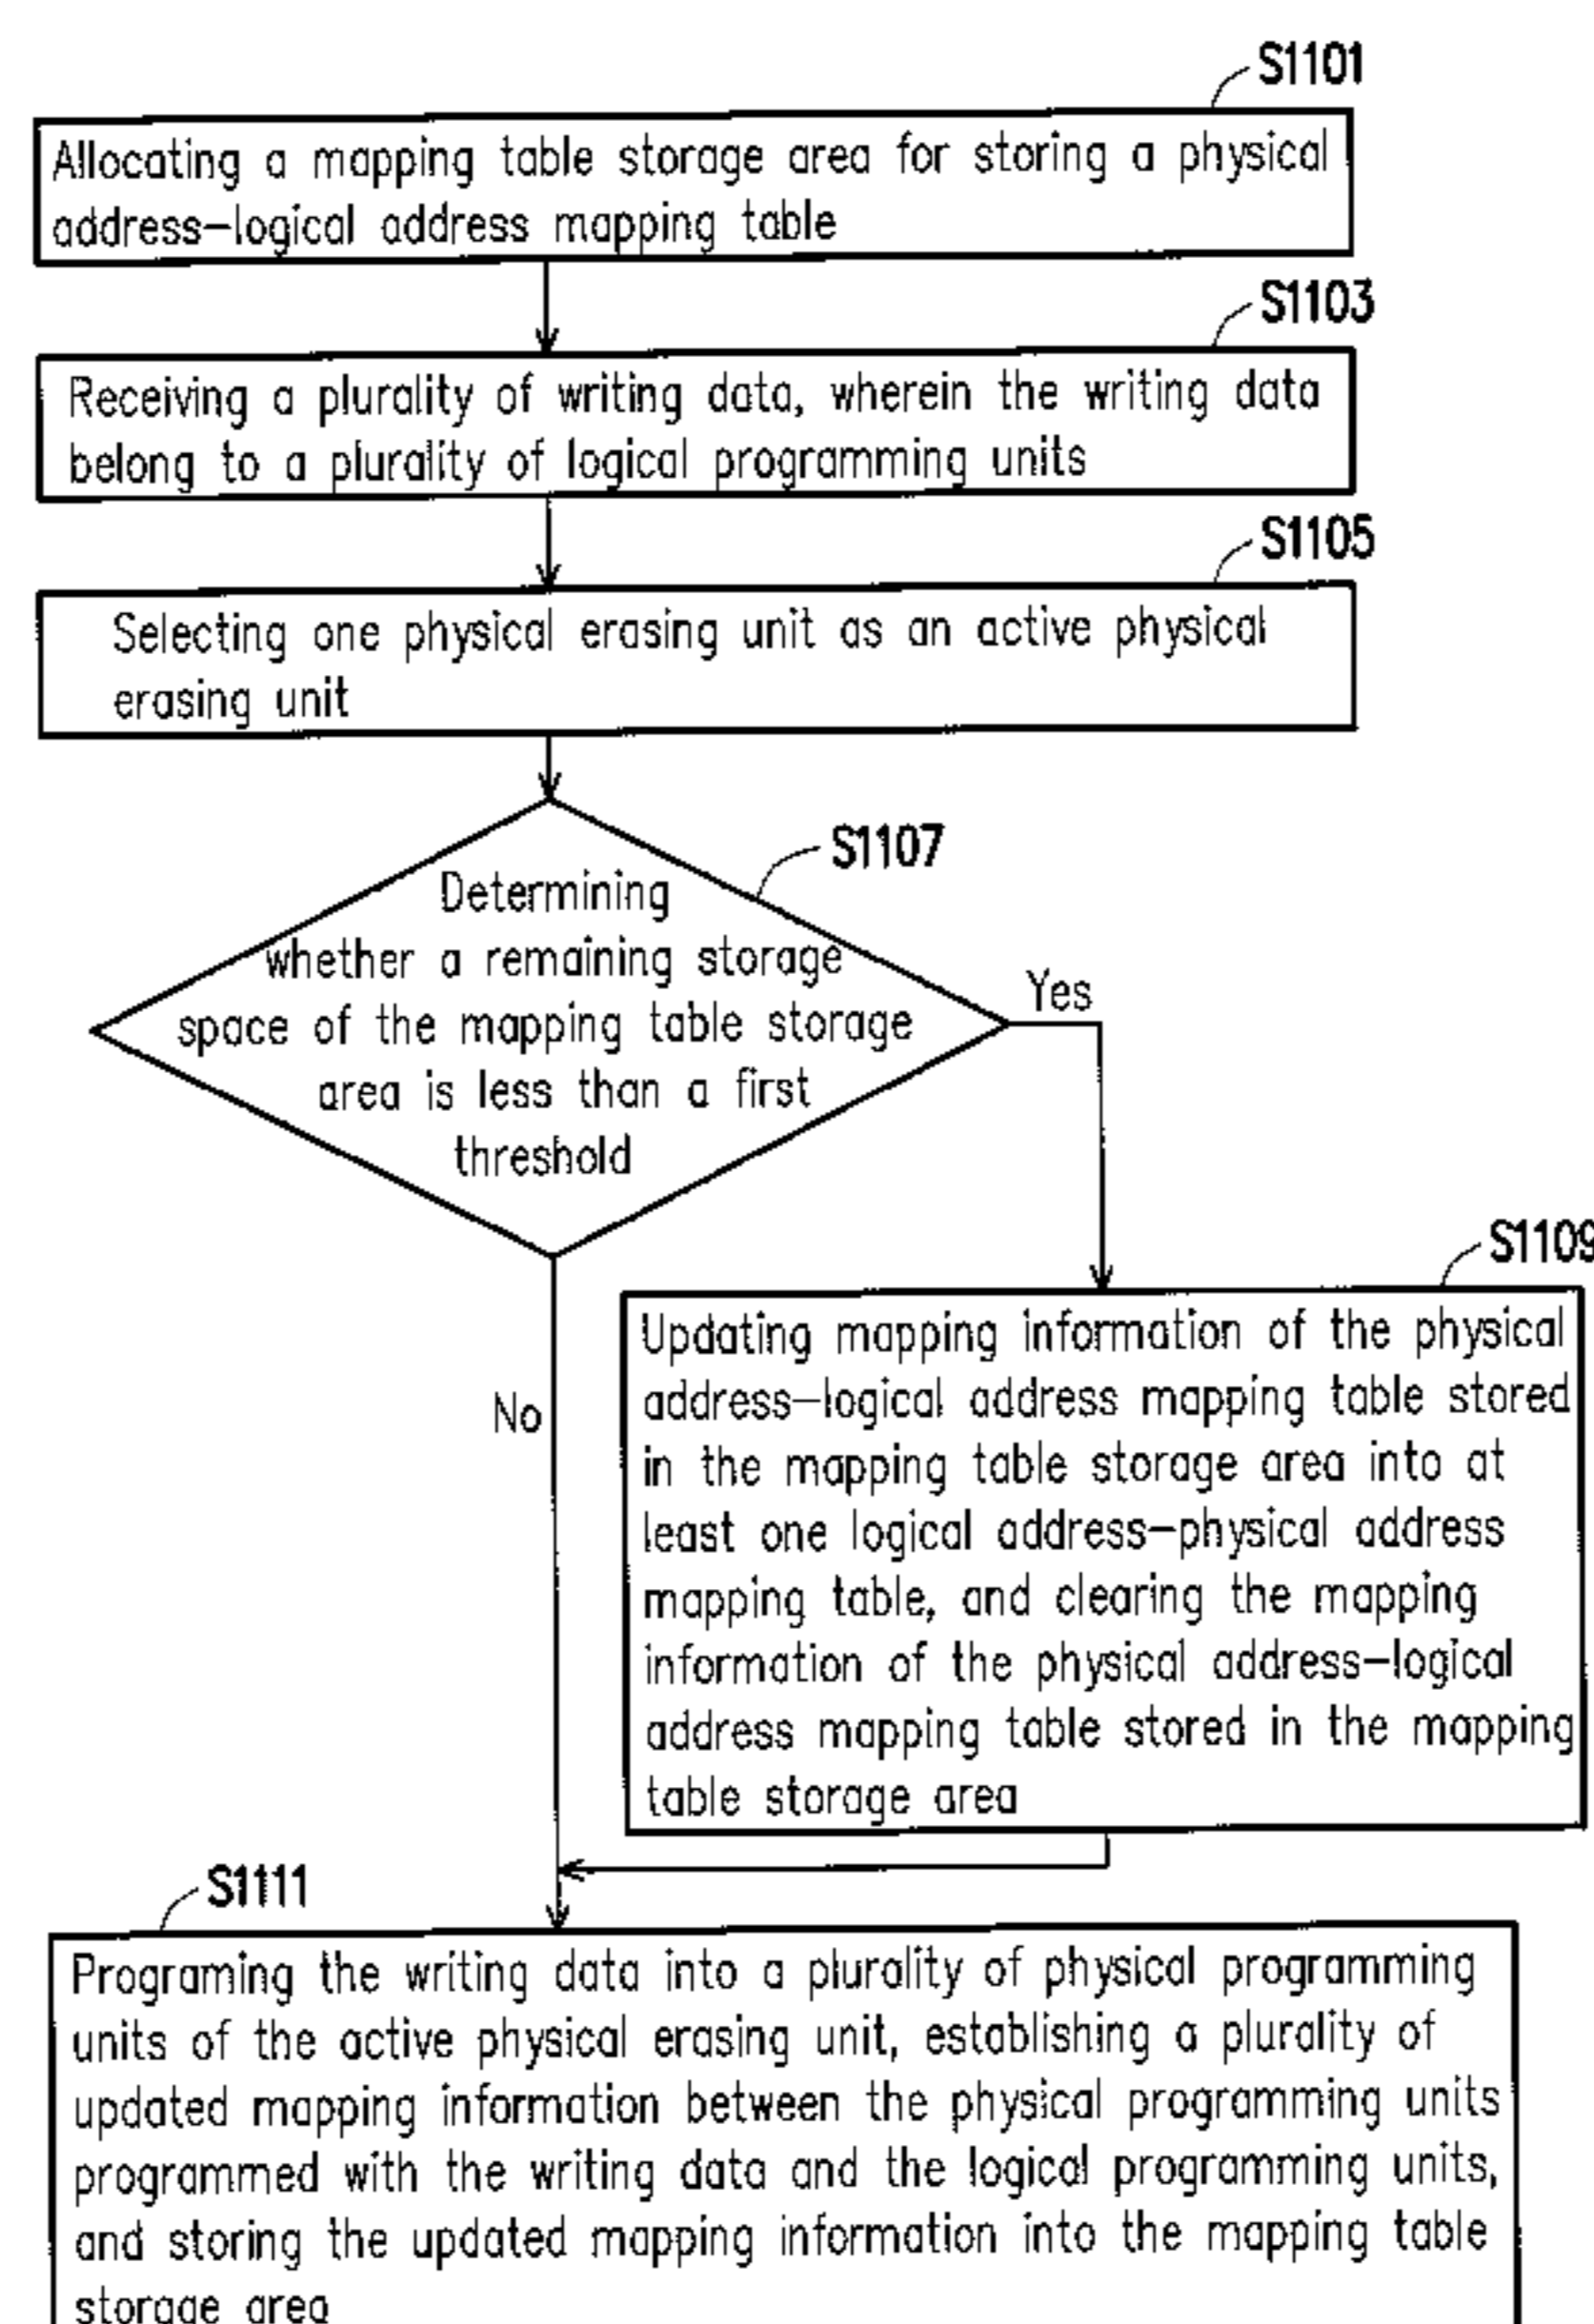 S1101
Allocating a mapping table storage area for storing a physical
address-logical address mapping table
S1103
Receiving a plurality of writing data, wherein the writing data
belong to a plurality of logical programming units
S1105
Selecting one physical erasing unit as an active physical
erasing unit
S1107
Determining
whether a remaining storage
space of the mapping table storage
area is less than a first
threshold
Yes
S1109
Updating mapping information of the physical
address-logical address mapping table stored
in the mapping table storage area into at
least one logical address-physical address
mapping table, and clearing the mapping
information of the physical address-logical
address mapping table stored in the mapping
table storage area
No
S1111
Programing the writing data into a plurality of physical programming
units of the active physical erasing unit, establishing a plurality of
updated mapping information between the physical programming units
programmed with the writing data and the logical programming units,
and storing the updated mapping information into the mapping table
storage area